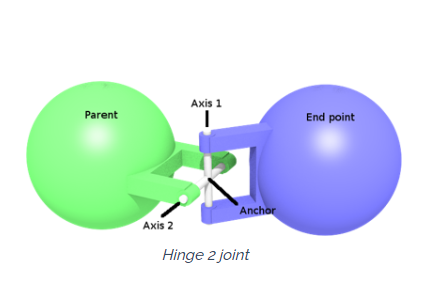 Axis 1
Parent
End point
Anchor
Axis 2
Hinge 2 joint